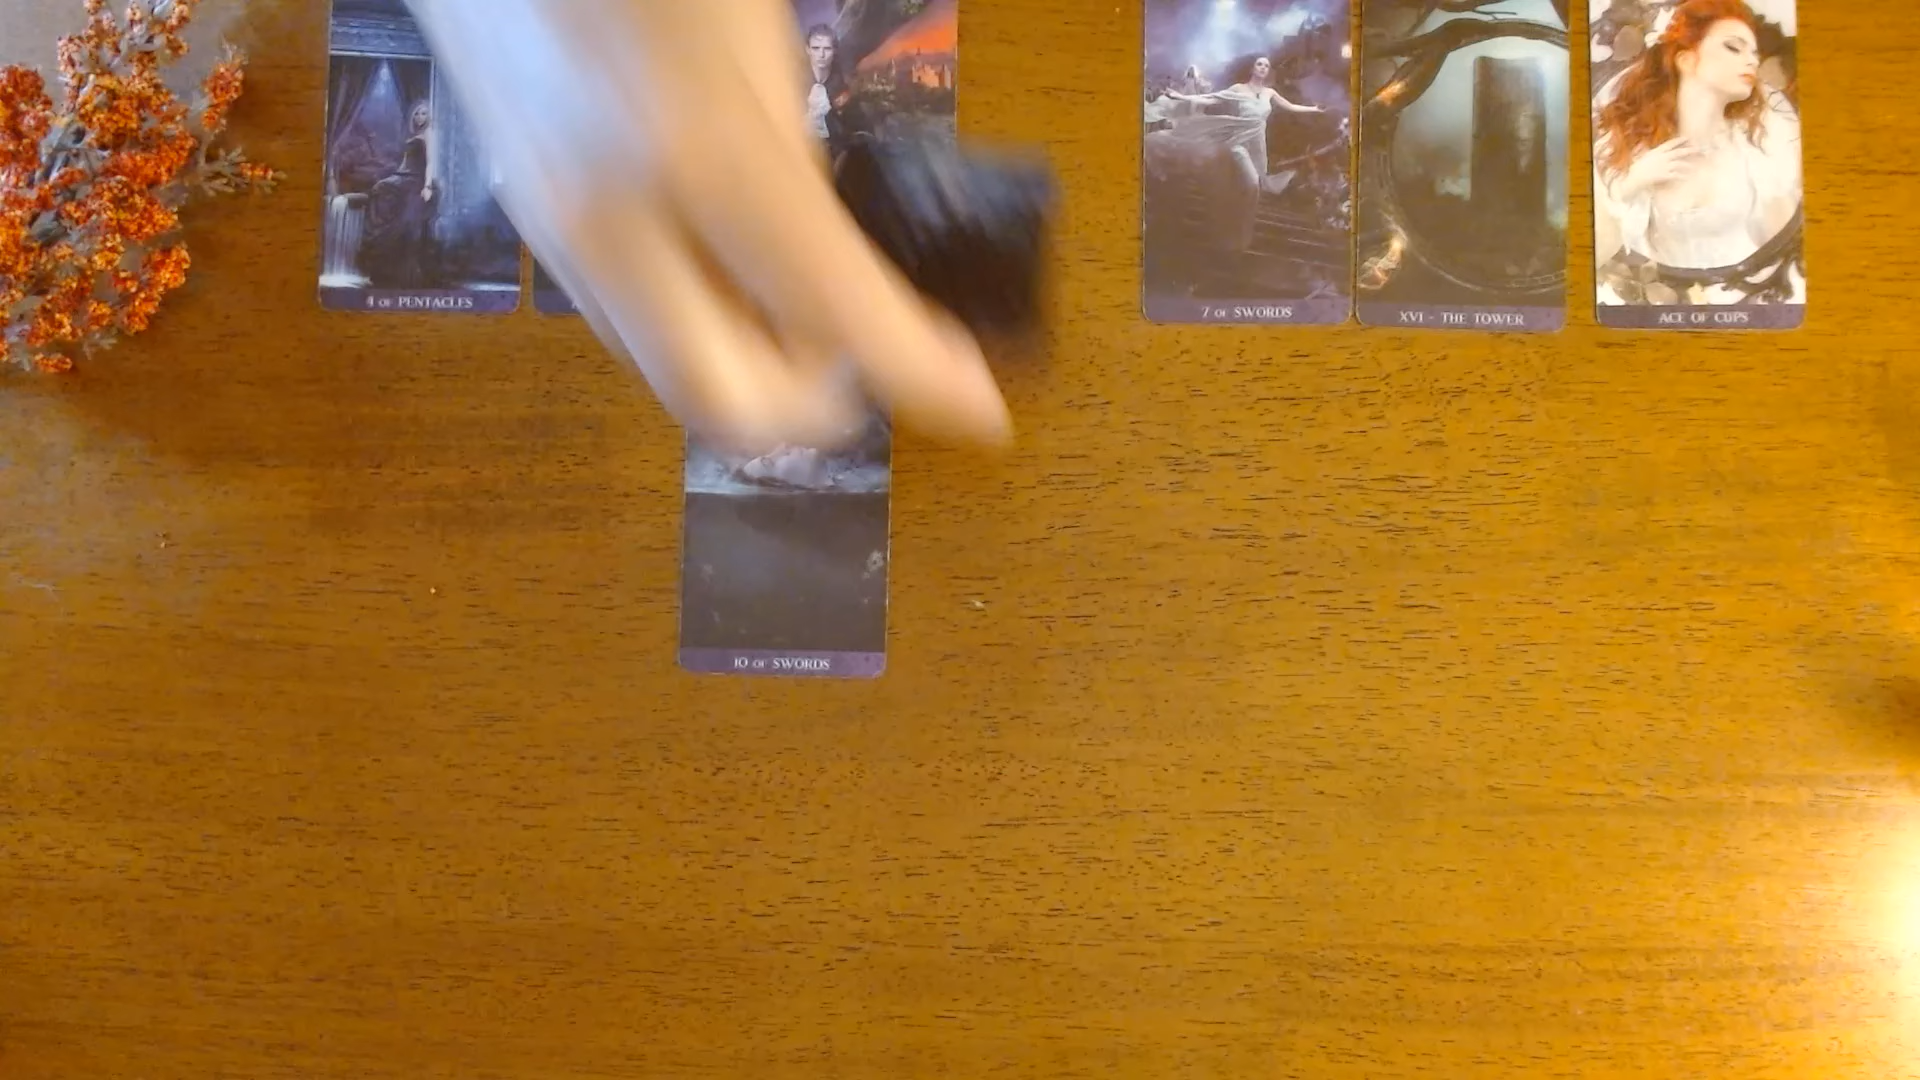 4 OF PENTACLES
7 OF SWORDS
XVI - THE TOWER
ACE OF CUPS
10 OF SWORDS